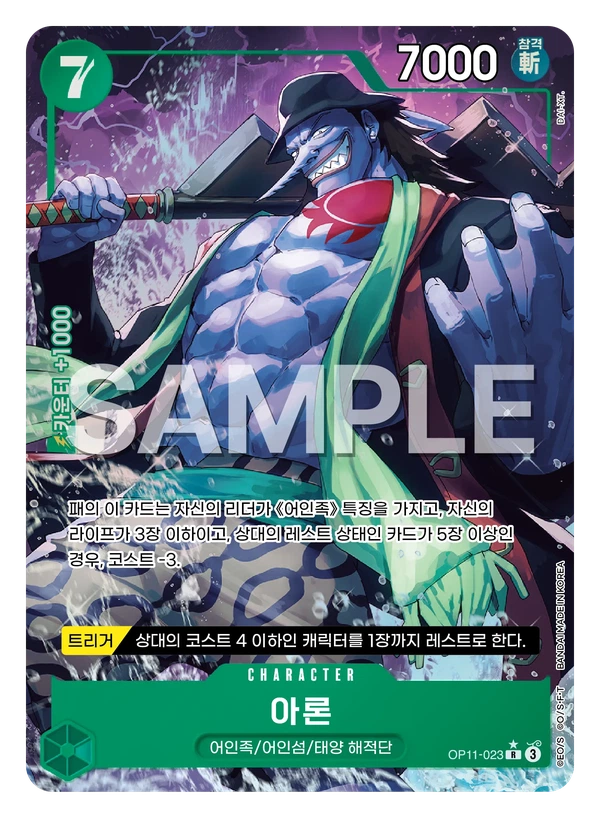 7
7000
참격
斬
DAI-XT.
카운터 +1000
SAMPLE
패의 이 카드는 자신의 리더가 《어인족》 특징을 가지고, 자신의
라이프가 3장 이하이고, 상대의 레스트 상태인 카드가 5장 이상인
경우, 코스트 -3.
트리거 상대의 코스트 4 이하인 캐릭터를 1장까지 레스트로 한다.
CHARACTER
아론
어인족/어인섬/태양 해적단
OP11-023 R 3
©EO/S ©O/S·F·T BANDAI MADE IN KOREA